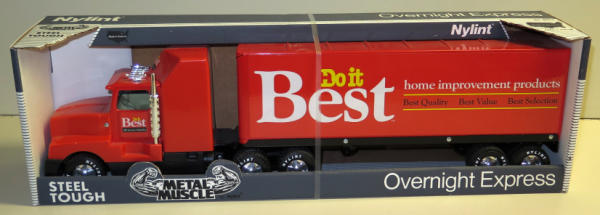 Nylint
Overnight Express
STEEL
TOUGH
Nylint
Do it
Best
home improvement products
Best Quality Best Value Best Selection
Best
STEEL
TOUGH
METAL
MUSCLE
Overnight Express